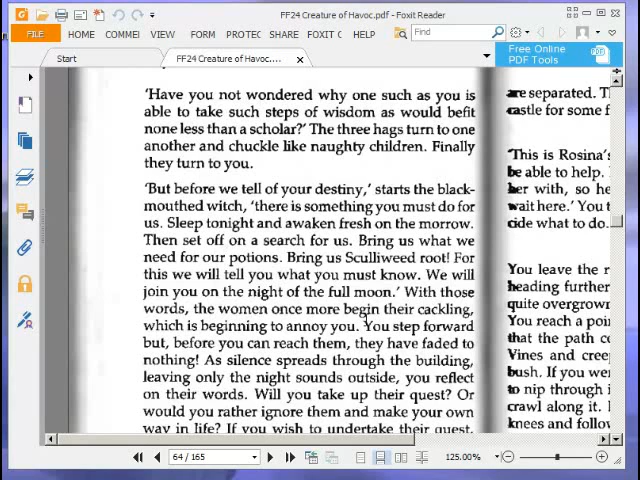 FF24 Creature of Havoc.pdf - Foxit Reader
FILE HOME COMMEI VIEW FORM PROTEC SHARE FOXIT C HELP Find
Start FF24 Creature of Havoc....
Free Online
PDF Tools
PDF
'Have you not wondered why one such as you is
able to take such steps of wisdom as would befit
none less than a scholar?' The three hags turn to one
another and chuckle like naughty children. Finally
they turn to you.
'But before we tell of your destiny,' starts the black-
mouthed witch, 'there is something you must do for
us. Sleep tonight and awaken fresh on the morrow.
Then set off on a search for us. Bring us what we
need for our potions. Bring us Sculliweed root! For
this we will tell you what you must know. We will
join you on the night of the full moon.' With those
words, the women once more begin their cackling,
which is beginning to annoy you. You step forward
but, before you can reach them, they have faded to
nothing! As silence spreads through the building,
leaving only the night sounds outside, you reflect
on their words. Will you take up their quest? Or
would you rather ignore them and make your own
way in life? If you wish to undertake their quest,
are separated. T
castle for some f
'This is Rosina's
be able to help.
her with, so he
wait here.' You t
cide what to do.
You leave the r
heading further
quite overgrown
You reach a poi
that the path c
Vines and cree
bush. If you we
to nip through i
crawl along it.
knees and follow
64 / 165 125.00%